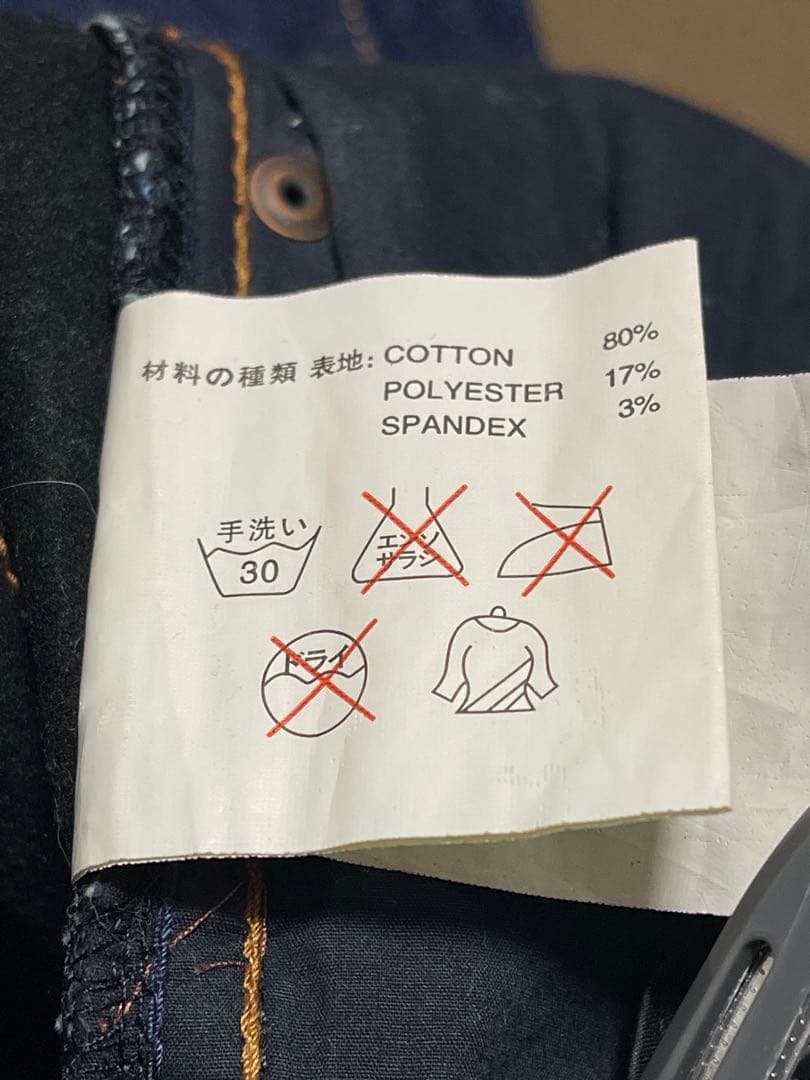 材料の種類 表地: COTTON 80%
POLYESTER 17%
SPANDEX 3%
手洗い
30
エンソ
サラシ
ドライ